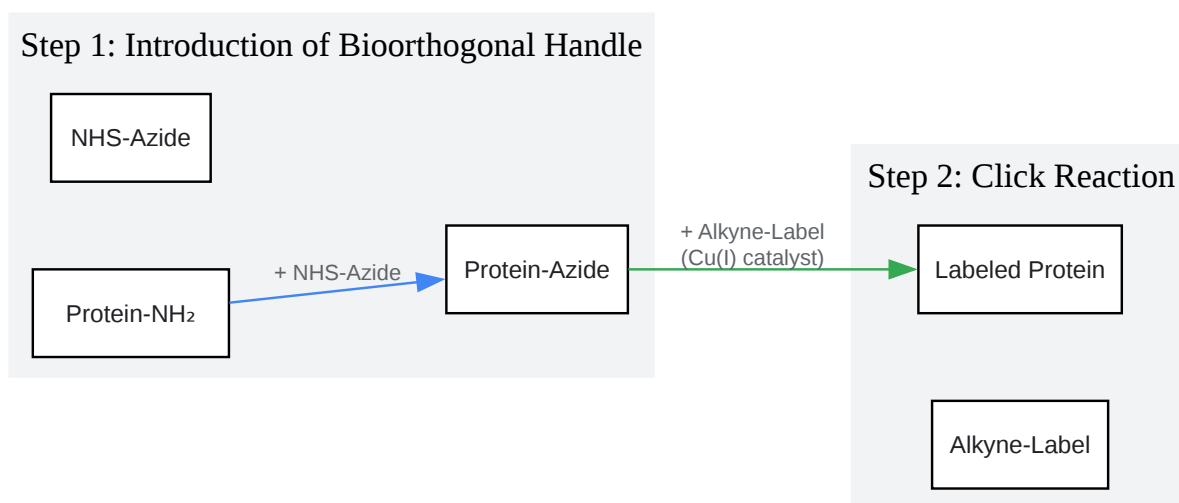 Step 1: Introduction of Bioorthogonal Handle
NHS-Azide
Protein-NH₂
+ NHS-Azide
Protein-Azide
+ Alkyne-Label
(Cu(I) catalyst)
Step 2: Click Reaction
Labeled Protein
Alkyne-Label